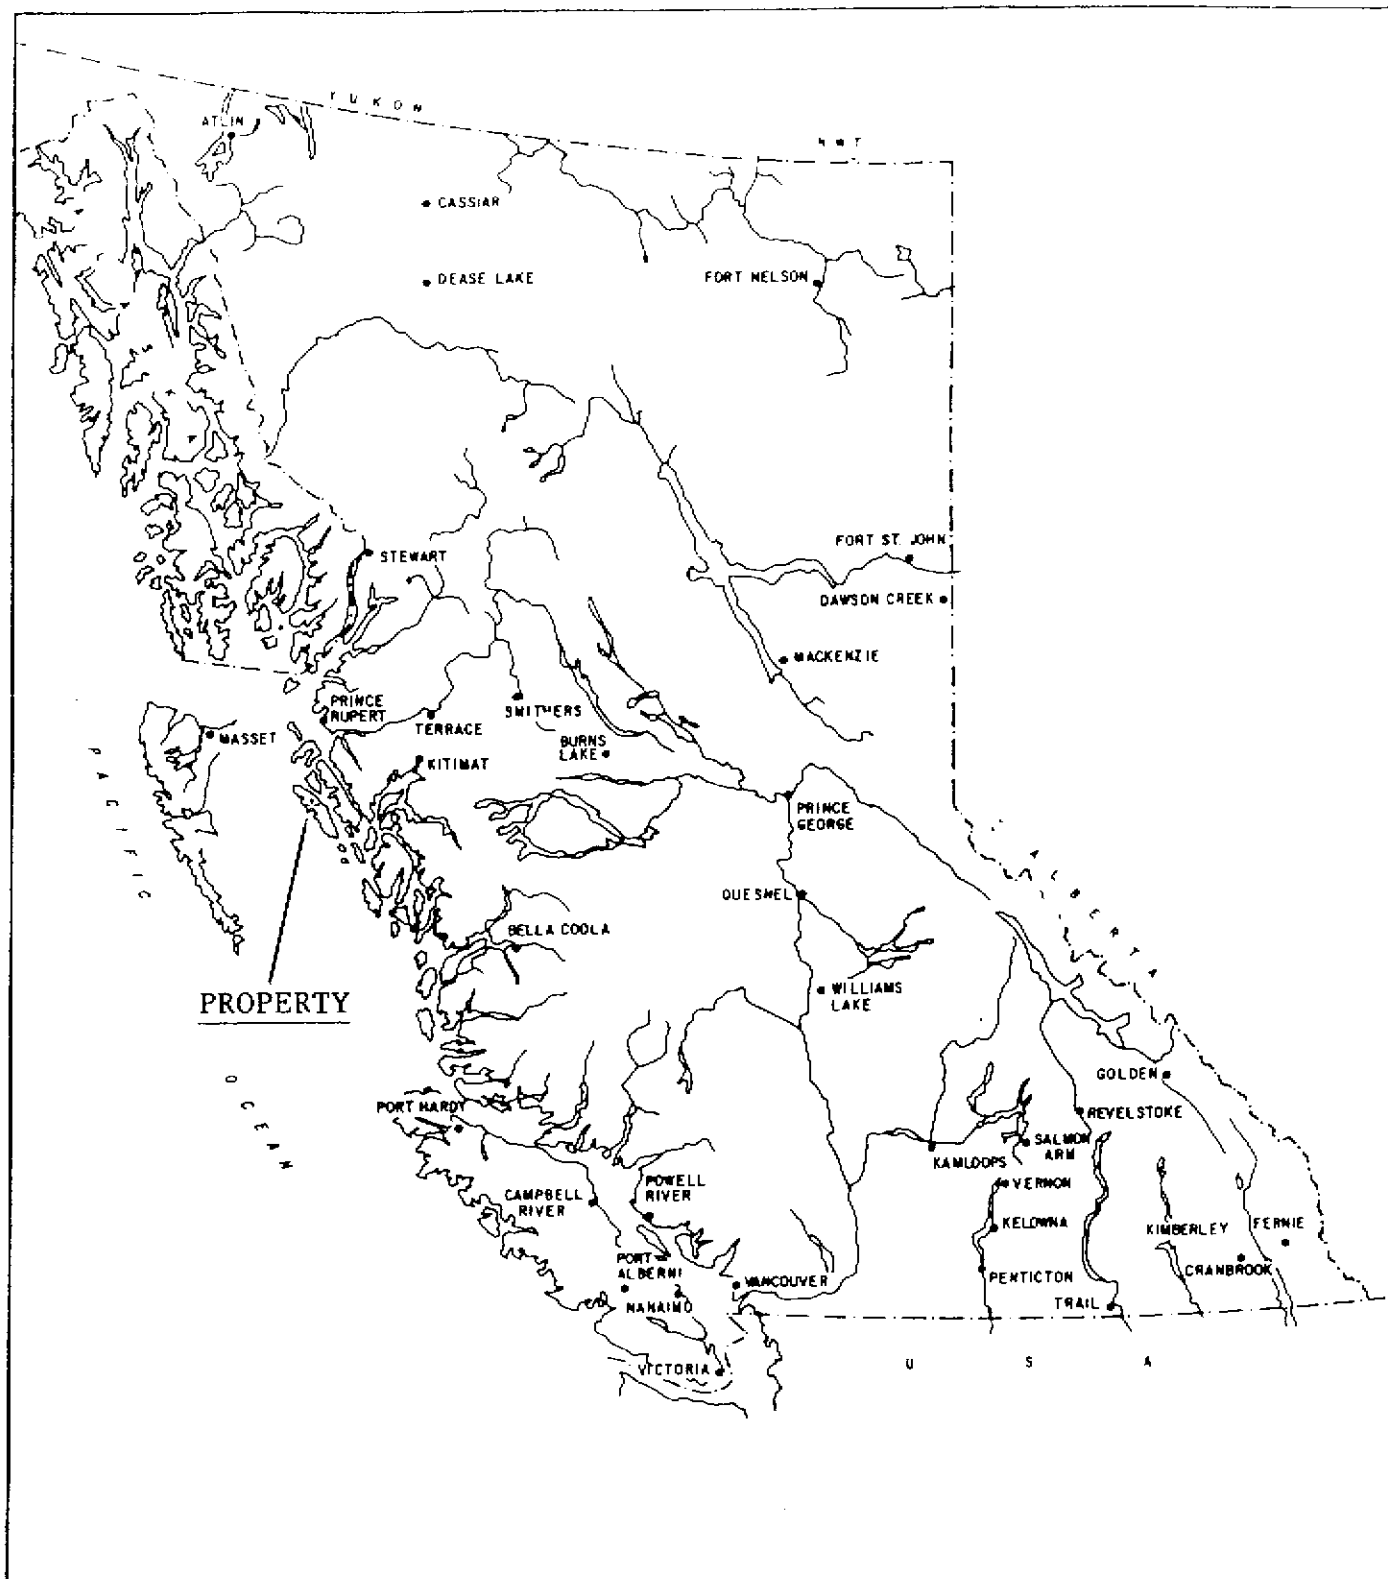 YUKON
ATLIN
N W T
CASSIAR
DEASE LAKE
FORT NELSON
FORT ST. JOHN
STEWART
DAWSON CREEK
MACKENZIE
PRINCE
RUPERT
SMITHERS
TERRACE
MASSET
BURNS
LAKE
KITIMAT
PACIFIC
PRINCE
GEORGE
ALBERTA
QUESNEL
BELLA COOLA
WILLIAMS
LAKE
PROPERTY
OCEAN
GOLDEN
PORT HARDY
REVELSTOKE
SALMON
ARM
KAMLOOPS
POWELL
RIVER
VERNON
CAMPBELL
RIVER
KELOWNA
KIMBERLEY
FERNIE
PORT
ALBERNI
CRANBROOK
PENTICTON
VANCOUVER
NANAIMO
TRAIL
VICTORIA
U S A